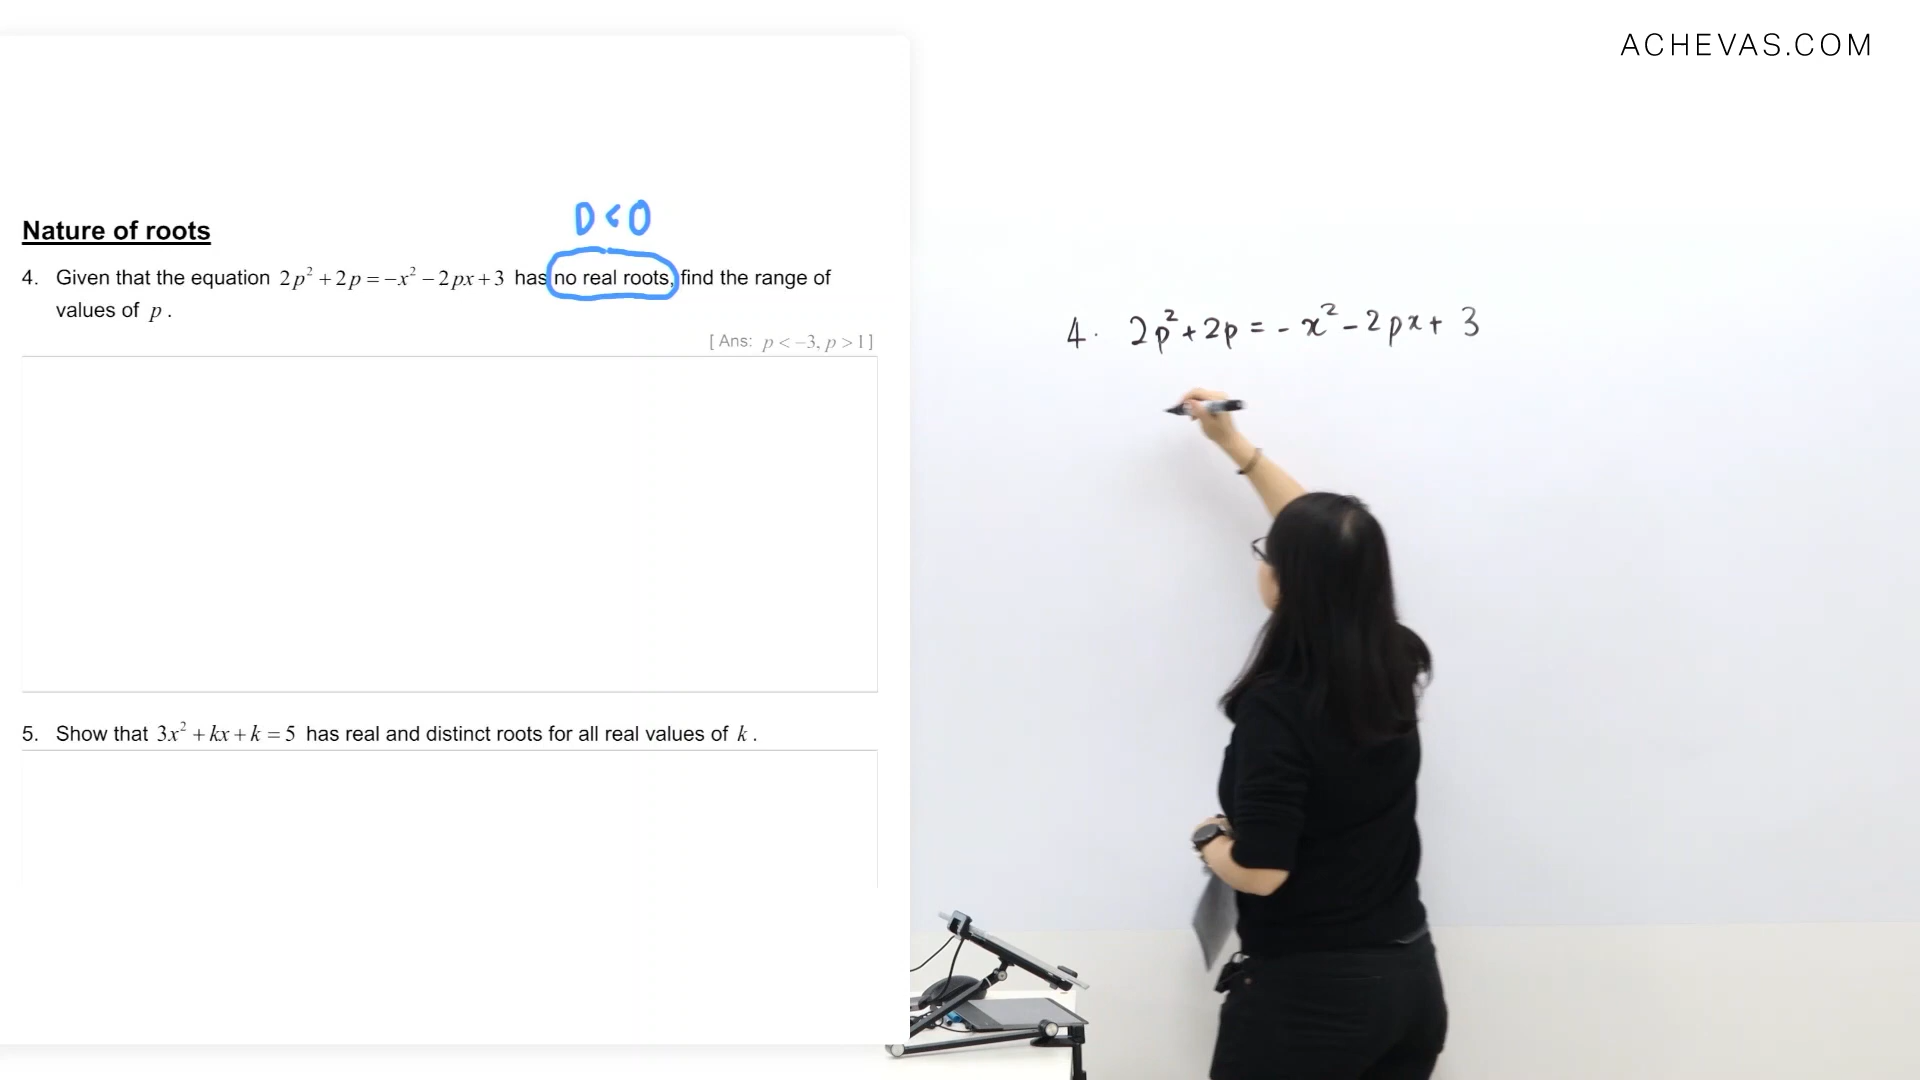 ACHEVAS.COM
D<0
Nature of roots
4. Given that the equation 2p² + 2p = −x² − 2px + 3 has no real roots, find the range of
values of p .
[ Ans: p < −3, p > 1 ]
4. 2p² + 2p = - x² - 2px + 3
5. Show that 3x² + kx + k = 5 has real and distinct roots for all real values of k .